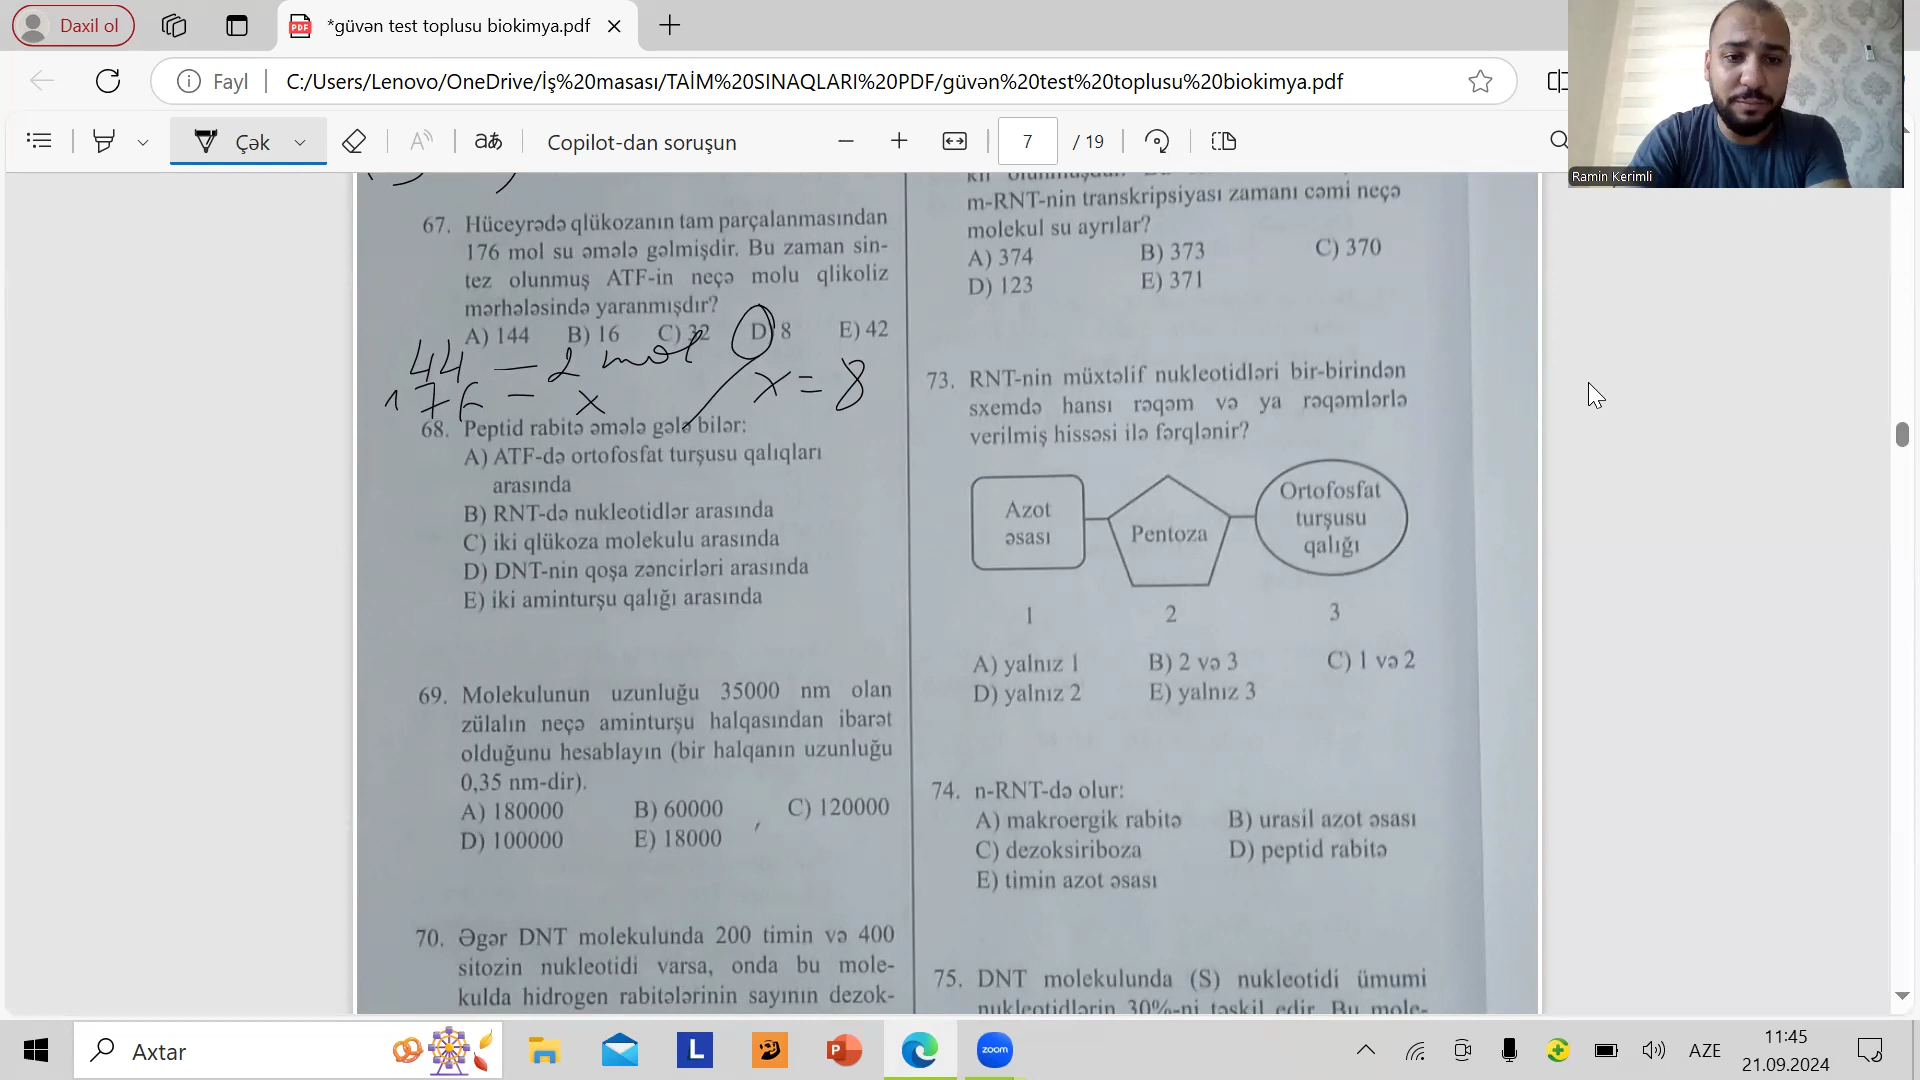 Daxil ol
*güvən test toplusu biokimya.pdf
Fayl
C:/Users/Lenovo/OneDrive/İş%20masası/TAİM%20SINAQLARI%20PDF/güvən%20test%20toplusu%20biokimya.pdf
Çək
aあ
Copilot-dan soruşun
7 / 19
Ramin Kerimli
67. Hüceyrədə qlükozanın tam parçalanmasından
176 mol su əmələ gəlmişdir. Bu zaman sin-
tez olunmuş ATF-in neçə molu qlikoliz
mərhələsində yaranmışdır?
A) 144 B) 16 C) 32 D) 8 E) 42
44 — 2 mol
176 — x
x = 8
68. Peptid rabitə əmələ gələ bilər:
A) ATF-də ortofosfat turşusu qalıqları
arasında
B) RNT-də nukleotidlər arasında
C) iki qlükoza molekulu arasında
D) DNT-nin qoşa zəncirləri arasında
E) iki aminturşu qalığı arasında
69. Molekulunun uzunluğu 35000 nm olan
zülalın neçə aminturşu halqasından ibarət
olduğunu hesablayın (bir halqanın uzunluğu
0,35 nm-dir).
A) 180000 B) 60000 C) 120000
D) 100000 E) 18000
70. Əgər DNT molekulunda 200 timin və 400
sitozin nukleotidi varsa, onda bu mole-
kulda hidrogen rabitələrinin sayının dezok-
m-RNT-nin transkripsiyası zamanı cəmi neçə
molekul su ayrılar?
A) 374 B) 373 C) 370
D) 123 E) 371
73. RNT-nin müxtəlif nukleotidləri bir-birindən
sxemdə hansı rəqəm və ya rəqəmlərlə
verilmiş hissəsi ilə fərqlənir?
Azot
əsası
Pentoza
Ortofosfat
turşusu
qalığı
1 2 3
A) yalnız 1 B) 2 və 3 C) 1 və 2
D) yalnız 2 E) yalnız 3
74. n-RNT-də olur:
A) makroergik rabitə B) urasil azot əsası
C) dezoksiriboza D) peptid rabitə
E) timin azot əsası
75. DNT molekulunda (S) nukleotidi ümumi
nukleotidlərin 30%-ni təşkil edir. Bu mole-
Axtar
L
P
zoom
AZE
11:45
21.09.2024